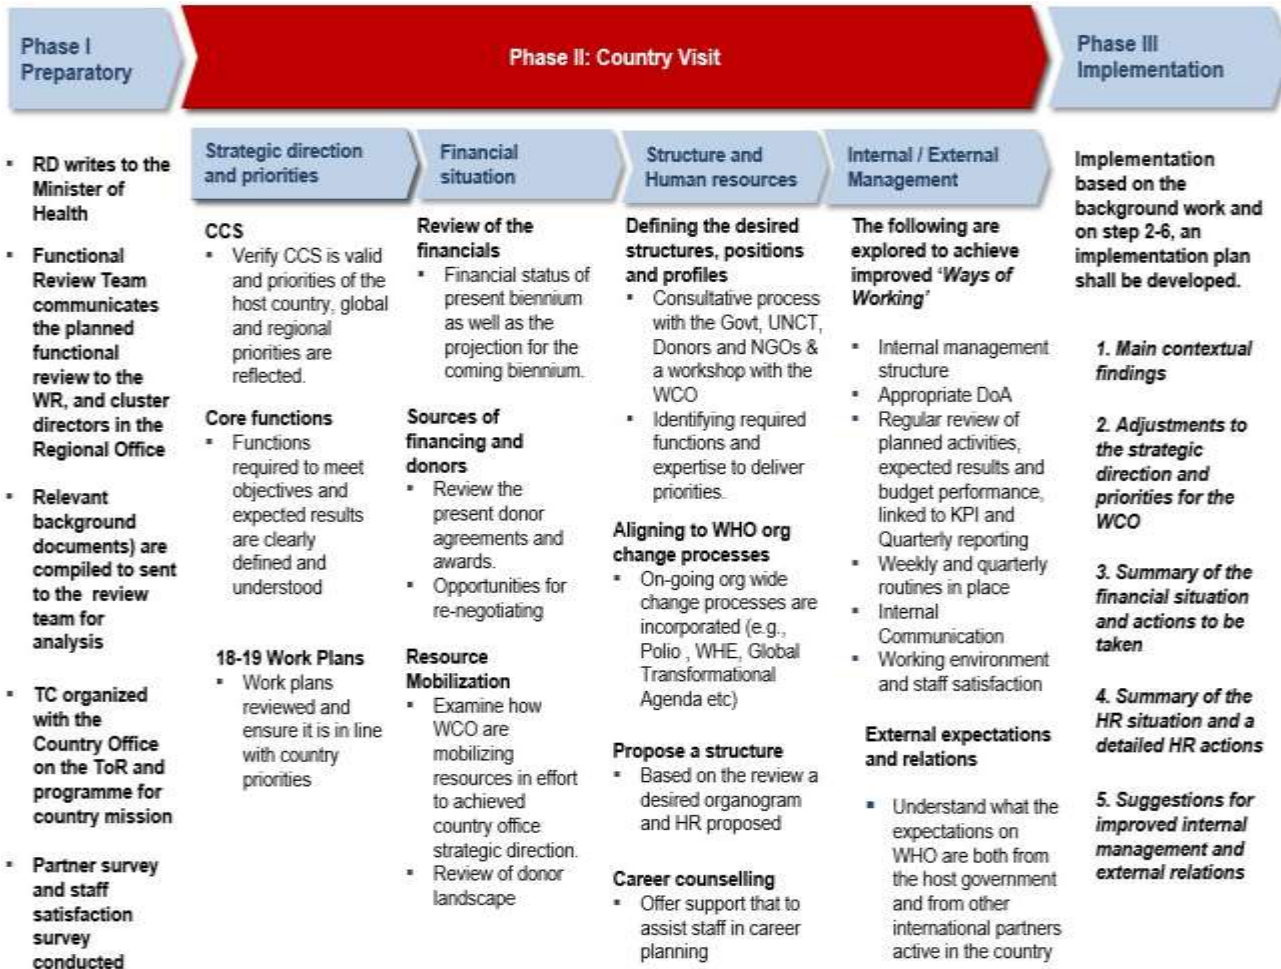 Phase I
Preparatory
Phase II: Country Visit
Phase III
Implementation
▪ RD writes to the
Minister of
Health
▪ Functional
Review Team
communicates
the planned
functional
review to the
WR, and cluster
directors in the
Regional Office
▪ Relevant
background
documents) are
compiled to sent
to the review
team for
analysis
▪ TC organized
with the
Country Office
on the ToR and
programme for
country mission
▪ Partner survey
and staff
satisfaction
survey
conducted
Strategic direction
and priorities
CCS
▪ Verify CCS is valid
and priorities of the
host country, global
and regional
priorities are
reflected.
Core functions
▪ Functions
required to meet
objectives and
expected results
are clearly
defined and
understood
18-19 Work Plans
▪ Work plans
reviewed and
ensure it is in line
with country
priorities
Financial
situation
Review of the
financials
▪ Financial status of
present biennium
as well as the
projection for the
coming biennium.
Sources of
financing and
donors
▪ Review the
present donor
agreements and
awards.
▪ Opportunities for
re-negotiating
Resource
Mobilization
▪ Examine how
WCO are
mobilizing
resources in effort
to achieved
country office
strategic direction.
▪ Review of donor
landscape
Structure and
Human resources
Defining the desired
structures, positions
and profiles
▪ Consultative process
with the Govt, UNCT,
Donors and NGOs &
a workshop with the
WCO
▪ Identifying required
functions and
expertise to deliver
priorities.
Aligning to WHO org
change processes
▪ On-going org wide
change processes are
incorporated (e.g.,
Polio , WHE, Global
Transformational
Agenda etc)
Propose a structure
▪ Based on the review a
desired organogram
and HR proposed
Career counselling
▪ Offer support that to
assist staff in career
planning
Internal / External
Management
The following are
explored to achieve
improved ‘Ways of
Working’
▪ Internal management
structure
▪ Appropriate DoA
▪ Regular review of
planned activities,
expected results and
budget performance,
linked to KPI and
Quarterly reporting
▪ Weekly and quarterly
routines in place
▪ Internal
Communication
▪ Working environment
and staff satisfaction
External expectations
and relations
▪ Understand what the
expectations on
WHO are both from
the host government
and from other
international partners
active in the country
Implementation
based on the
background work and
on step 2-6, an
implementation plan
shall be developed.
1. Main contextual
findings
2. Adjustments to
the strategic
direction and
priorities for the
WCO
3. Summary of the
financial situation
and actions to be
taken
4. Summary of the
HR situation and a
detailed HR actions
5. Suggestions for
improved internal
management and
external relations